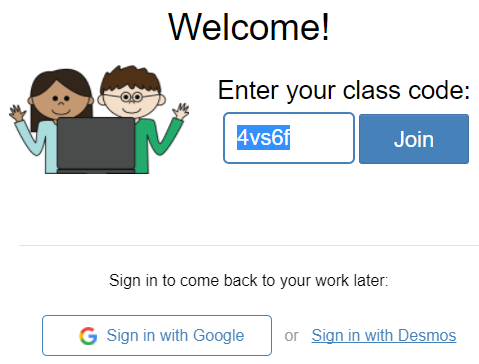 Welcome!
Enter your class code:
4vs6f
Join
Sign in to come back to your work later:
Sign in with Google or Sign in with Desmos